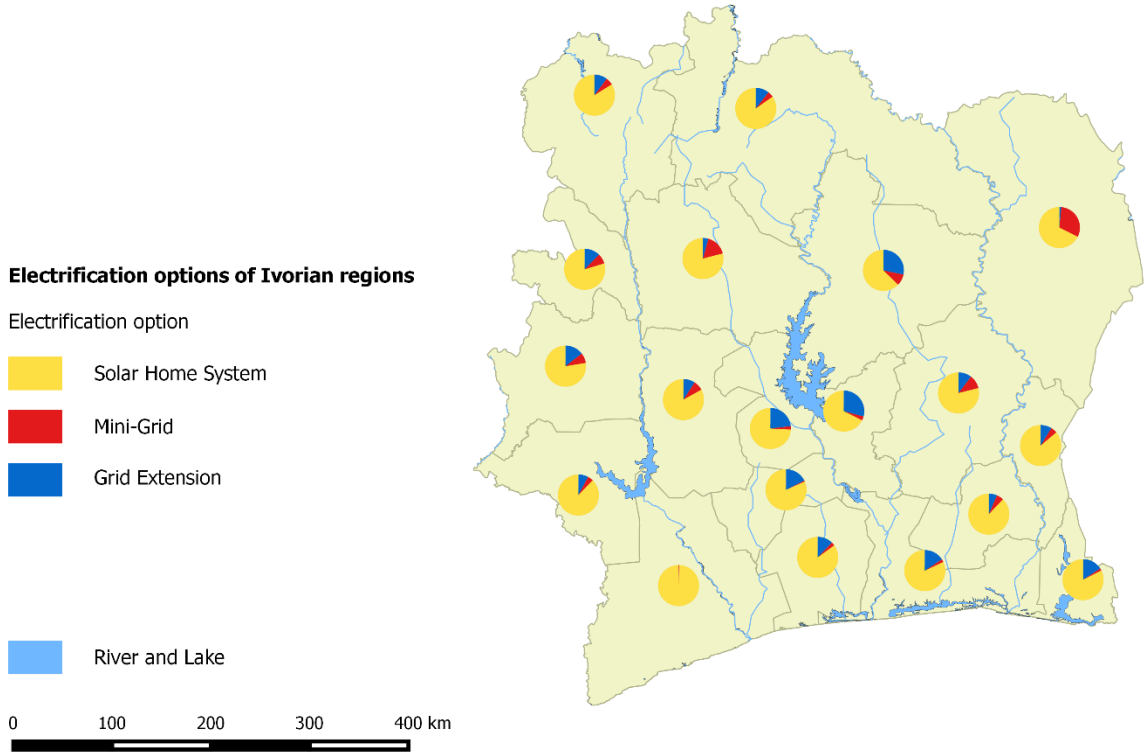 Electrification options of Ivorian regions
Electrification option
Solar Home System
Mini-Grid
Grid Extension
River and Lake
0 100 200 300 400 km